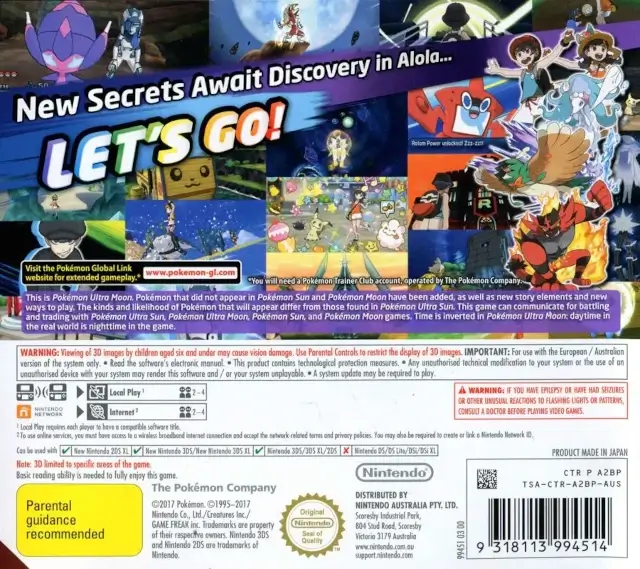 New Secrets Await Discovery in Alola...
LET'S GO!
Rotom Power unlocked! Zzz-zzt!
Visit the Pokémon Global Link
website for extended gameplay.*
www.pokemon-gl.com
*You will need a Pokémon Trainer Club account, operated by The Pokémon Company.
This is Pokémon Ultra Moon. Pokémon that did not appear in Pokémon Sun and Pokémon Moon have been added, as well as new story elements and new
ways to play. The kinds and likelihood of Pokémon that will appear differ from those found in Pokémon Ultra Sun. This game can communicate for battling
and trading with Pokémon Ultra Sun, Pokémon Ultra Moon, Pokémon Sun, and Pokémon Moon games. Time is inverted in Pokémon Ultra Moon: daytime in
the real world is nighttime in the game.
WARNING: Viewing of 3D images by children aged six and under may cause vision damage. Use Parental Controls to restrict the display of 3D images. IMPORTANT: For use with the European / Australian
version of the system only. • Read the software's electronic manual. • This product contains technological protection measures. • Any unauthorised technical modification to your system or the use of an
unauthorised device with your system may render this software and / or your system unplayable. • A system update may be required to play.
Local Play 1
2-4
NINTENDO
NETWORK
Internet 2
2-4
WARNING: IF YOU HAVE EPILEPSY OR HAVE HAD SEIZURES
OR OTHER UNUSUAL REACTIONS TO FLASHING LIGHTS OR PATTERNS,
CONSULT A DOCTOR BEFORE PLAYING VIDEO GAMES.
1 Local Play requires each player to have a compatible software title.
2 To use online services, you must have access to a wireless broadband internet connection and accept the network-related terms and privacy policies. You may also be required to create or link a Nintendo Network ID.
Can be used with
New Nintendo 2DS XL
New Nintendo 3DS/New Nintendo 3DS XL
Nintendo 3DS/3DS XL/2DS
Nintendo DS/DS Lite/DSi/DSi XL
PRODUCT MADE IN JAPAN
Note: 3D limited to specific areas of the game.
Basic reading ability is needed to fully enjoy this game.
Parental
guidance
recommended
The Pokémon Company
©2017 Pokémon. ©1995–2017
Nintendo Co., Ltd./Creatures Inc./
GAME FREAK inc. Trademarks are property
of their respective owners. Nintendo 3DS
and Nintendo 2DS are trademarks of
Nintendo.
Original
Nintendo
Seal of
Quality
Nintendo
DISTRIBUTED BY
NINTENDO AUSTRALIA PTY. LTD.
Scoresby Industrial Park,
804 Stud Road, Scoresby
Victoria 3179 Australia
www.nintendo.com.au
support.nintendo.com
99451 03 00
CTR P A2BP
TSA-CTR-A2BP-AUS
9 318113 994514